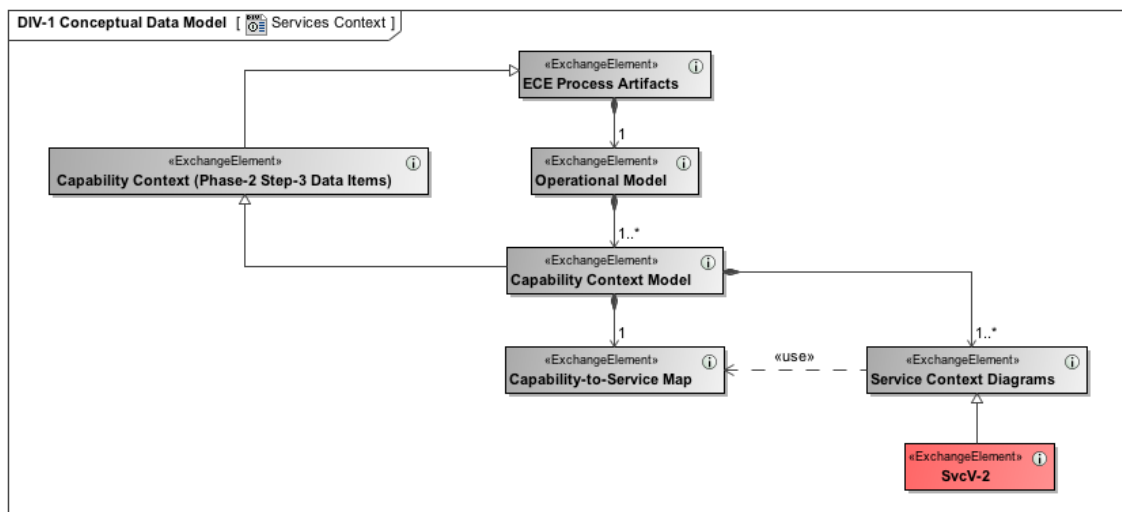 DIV-1 Conceptual Data Model [ DIV Services Context ]
«ExchangeElement»
ECE Process Artifacts
1
«ExchangeElement»
Capability Context (Phase-2 Step-3 Data Items)
«ExchangeElement»
Operational Model
1..*
«ExchangeElement»
Capability Context Model
1
1..*
«ExchangeElement»
Capability-to-Service Map
«use»
«ExchangeElement»
Service Context Diagrams
«ExchangeElement»
SvcV-2